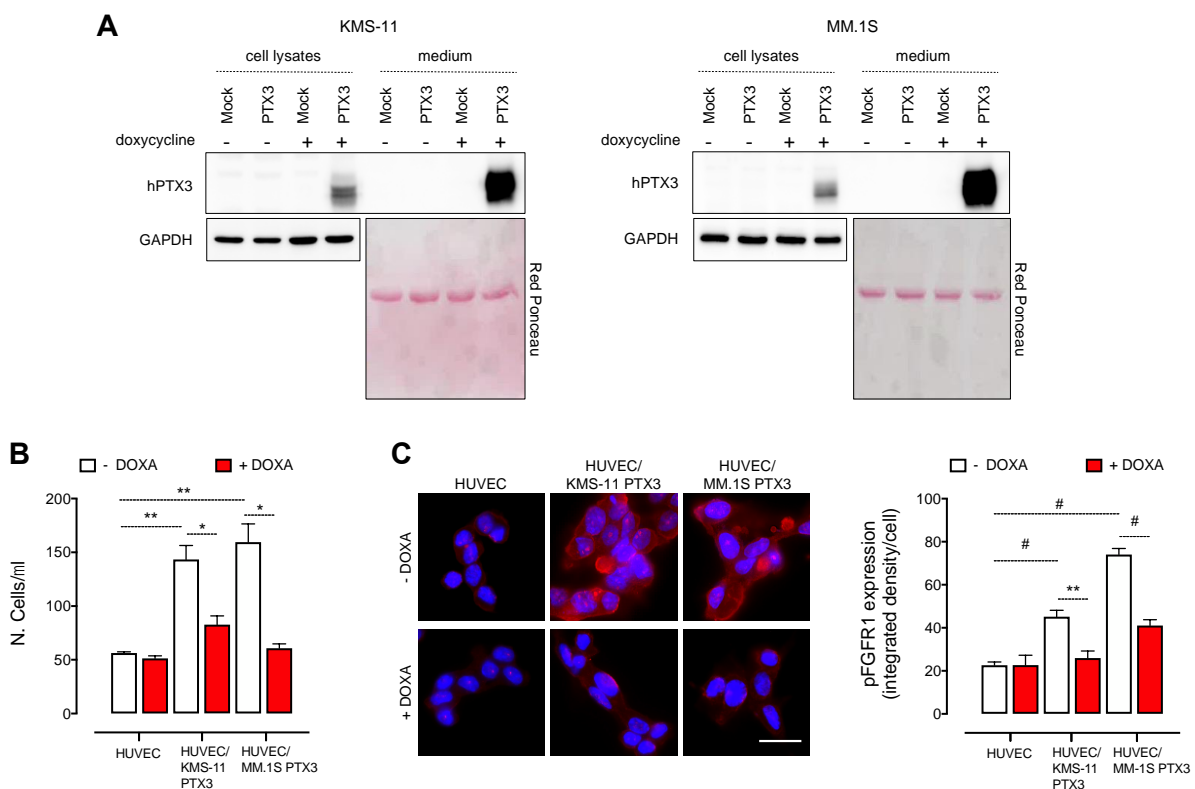 A
KMS-11
MM.1S
cell lysates
medium
cell lysates
medium
Mock
PTX3
Mock
PTX3
Mock
PTX3
Mock
PTX3
Mock
PTX3
Mock
PTX3
Mock
PTX3
Mock
PTX3
doxycycline
- - + + - - + +
doxycycline
- - + + - - + +
hPTX3
hPTX3
GAPDH
GAPDH
Red Ponceau
Red Ponceau
B
- DOXA
+ DOXA
N. Cells/ml
200
150
100
50
0
**
**
*
*
HUVEC
HUVEC/
KMS-11
PTX3
HUVEC/
MM.1S PTX3
C
HUVEC
HUVEC/
KMS-11 PTX3
HUVEC/
MM.1S PTX3
- DOXA
+ DOXA
- DOXA
+ DOXA
pFGFR1 expression
(integrated density/cell)
100
80
60
40
20
0
#
#
#
**
HUVEC
HUVEC/
KMS-11
PTX3
HUVEC/
MM-1S PTX3